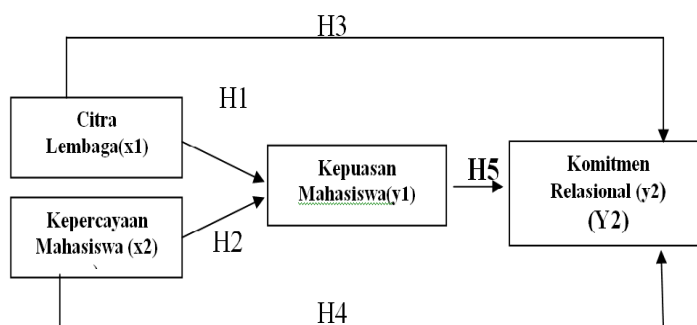 H3
H1
Citra
Lembaga(x1)
Kepuasan
Mahasiswa(y1)
H5
Komitmen
Relasional (y2)
(Y2)
Kepercayaan
Mahasiswa (x2)
H2
H4